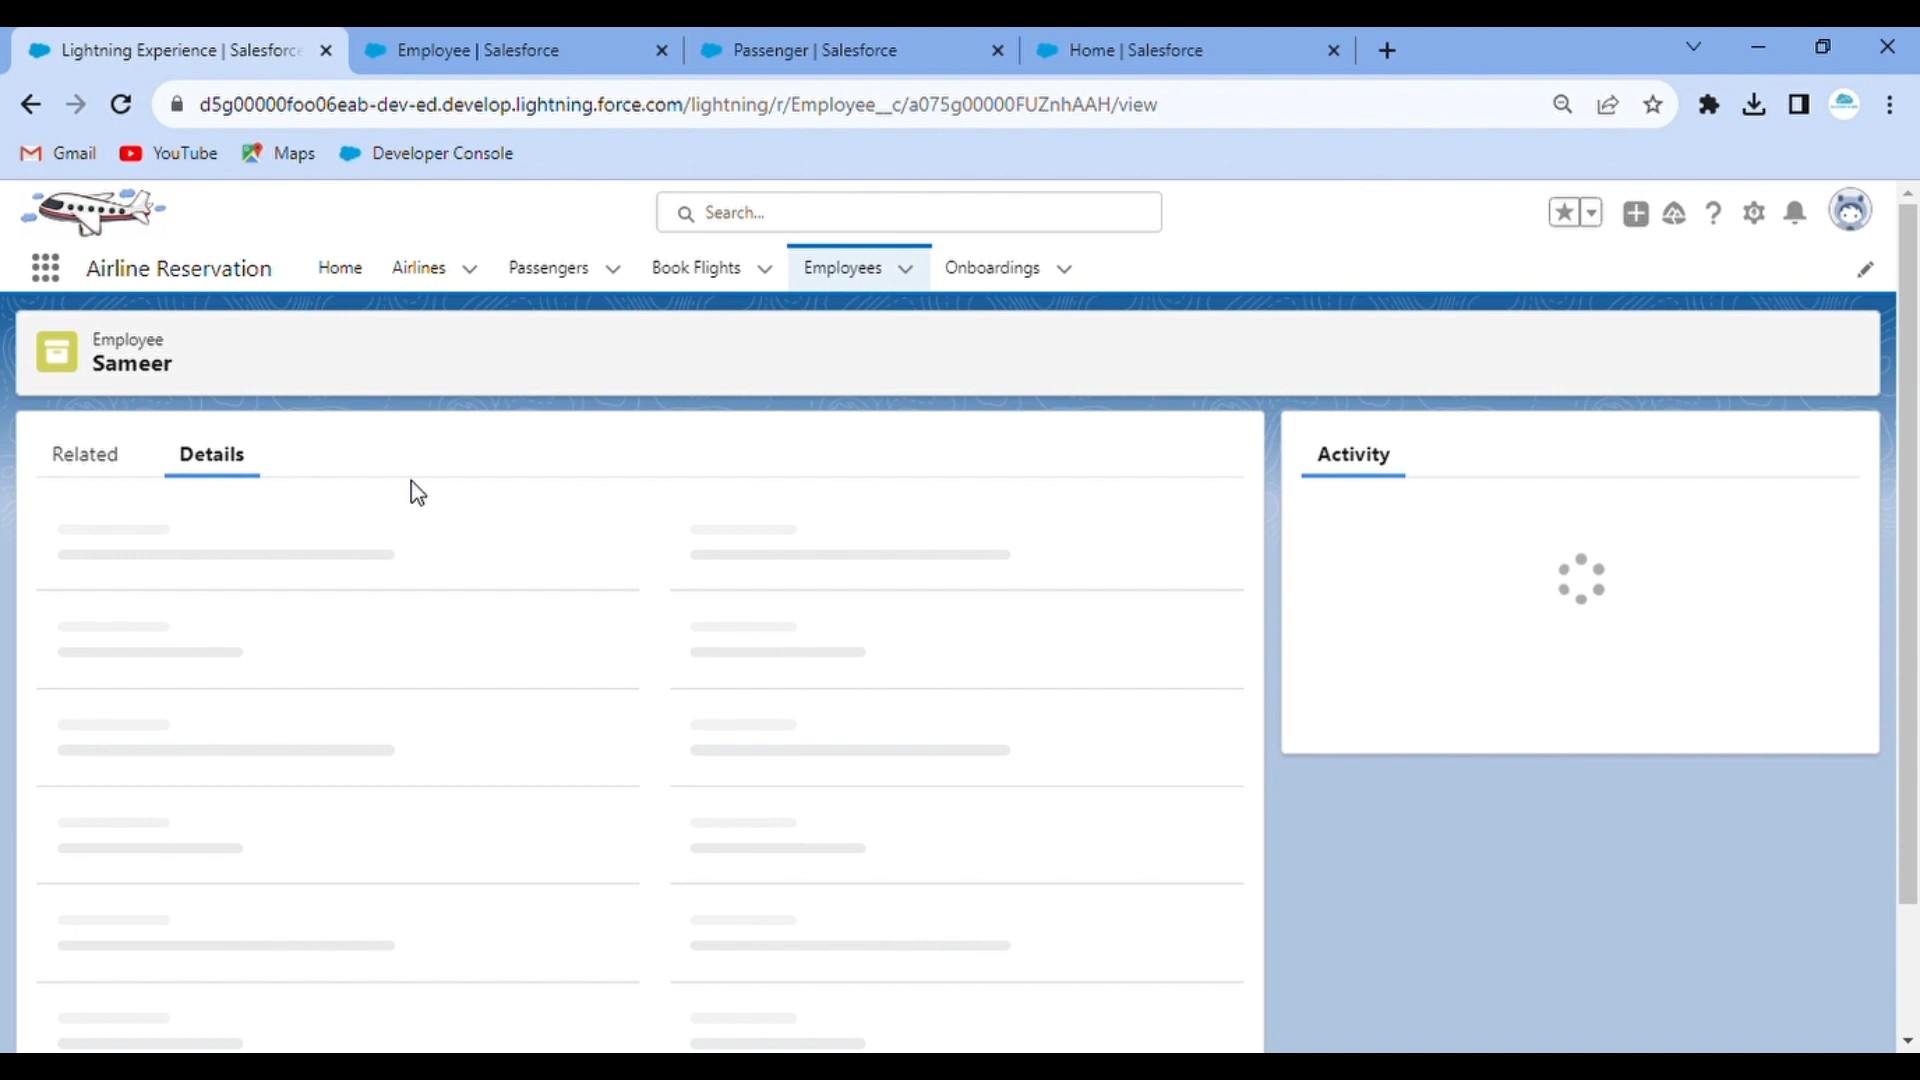 Lightning Experience | Salesforce
Employee | Salesforce
Passenger | Salesforce
Home | Salesforce
d5g00000foo06eab-dev-ed.develop.lightning.force.com/lightning/r/Employee__c/a075g00000FUZnhAAH/view
Gmail
YouTube
Maps
Developer Console
Search...
Airline Reservation
Home
Airlines
Passengers
Book Flights
Employees
Onboardings
Employee
Sameer
Related
Details
Activity